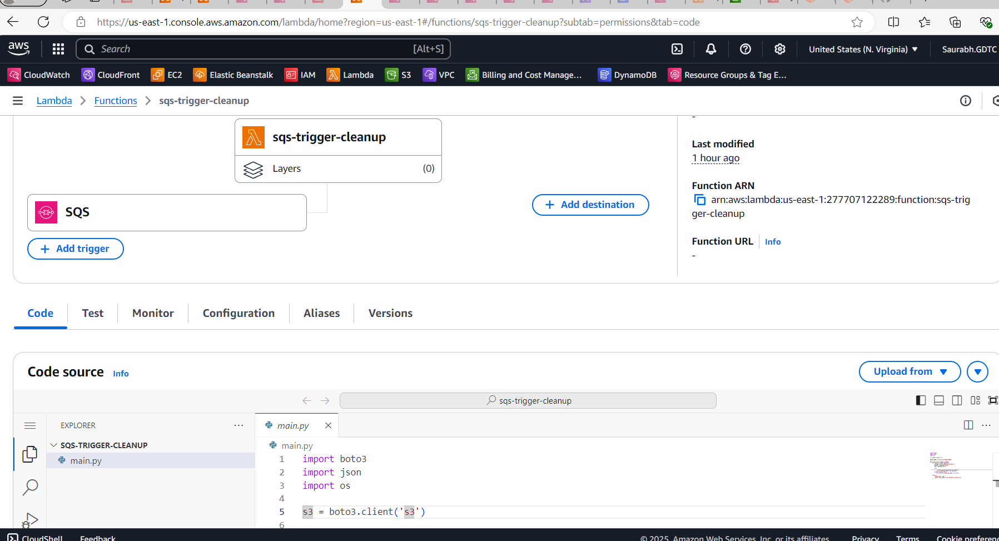 https://us-east-1.console.aws.amazon.com/lambda/home?region=us-east-1#/functions/sqs-trigger-cleanup?subtab=permissions&tab=code
aws
Search
[Alt+S]
United States (N. Virginia) ▼
Saurabh.GDTC
CloudWatch
CloudFront
EC2
Elastic Beanstalk
IAM
Lambda
S3
VPC
Billing and Cost Manage...
DynamoDB
Resource Groups & Tag E...
Lambda > Functions > sqs-trigger-cleanup
sqs-trigger-cleanup
Layers (0)
SQS
+ Add trigger
+ Add destination
-
Last modified
1 hour ago
Function ARN
arn:aws:lambda:us-east-1:277707122289:function:sqs-trig
ger-cleanup
Function URL Info
-
Code
Test
Monitor
Configuration
Aliases
Versions
Code source Info
Upload from ▼
sqs-trigger-cleanup
EXPLORER ...
SQS-TRIGGER-CLEANUP
main.py
main.py
main.py
1 import boto3
2 import json
3 import os
4
5 s3 = boto3.client('s3')
6
CloudShell
Feedback
© 2025, Amazon Web Services, Inc. or its affiliates.
Privacy
Terms
Cookie preferen